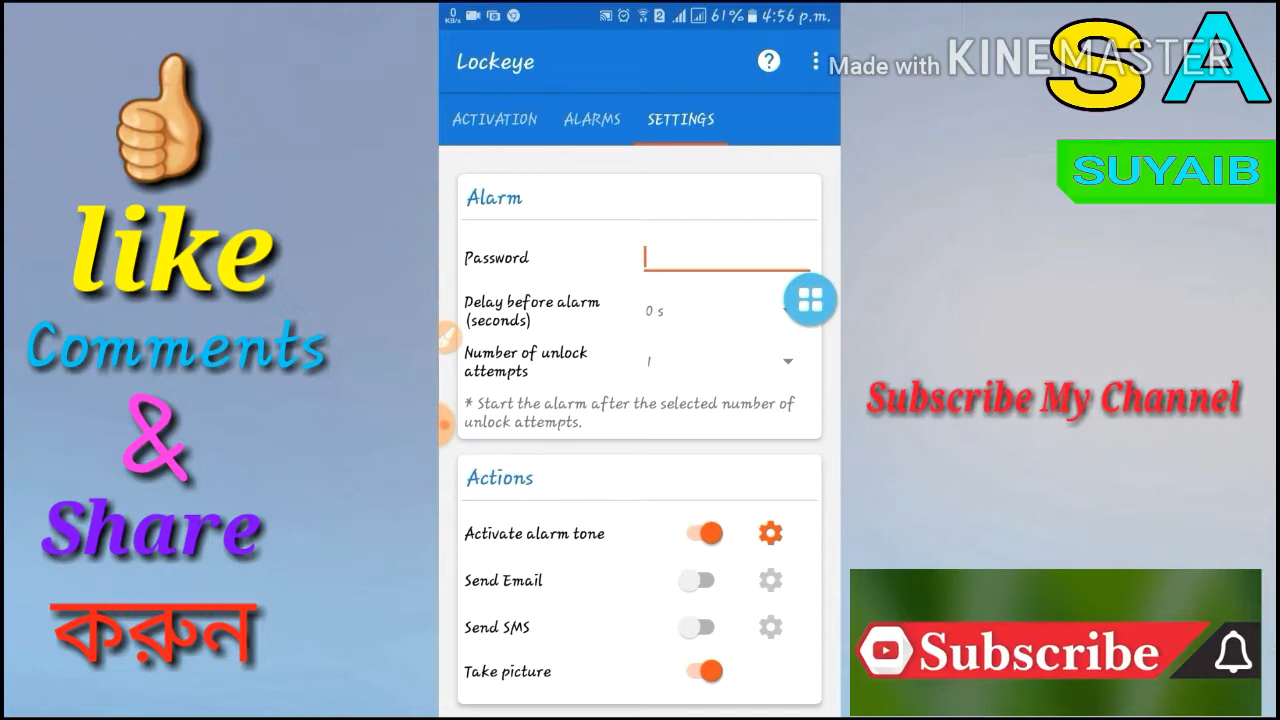 like
Comments
&
Share
করুন
0
KB/s
61% 4:56 p.m.
Lockeye
?
ACTIVATION ALARMS SETTINGS
Alarm
Password
Delay before alarm
(seconds)
0 s
Number of unlock
attempts
1
* Start the alarm after the selected number of
unlock attempts.
Actions
Activate alarm tone
Send Email
Send SMS
Take picture
Made with KINEMASTER
SA
SUYAIB
Subscribe My Channel
Subscribe